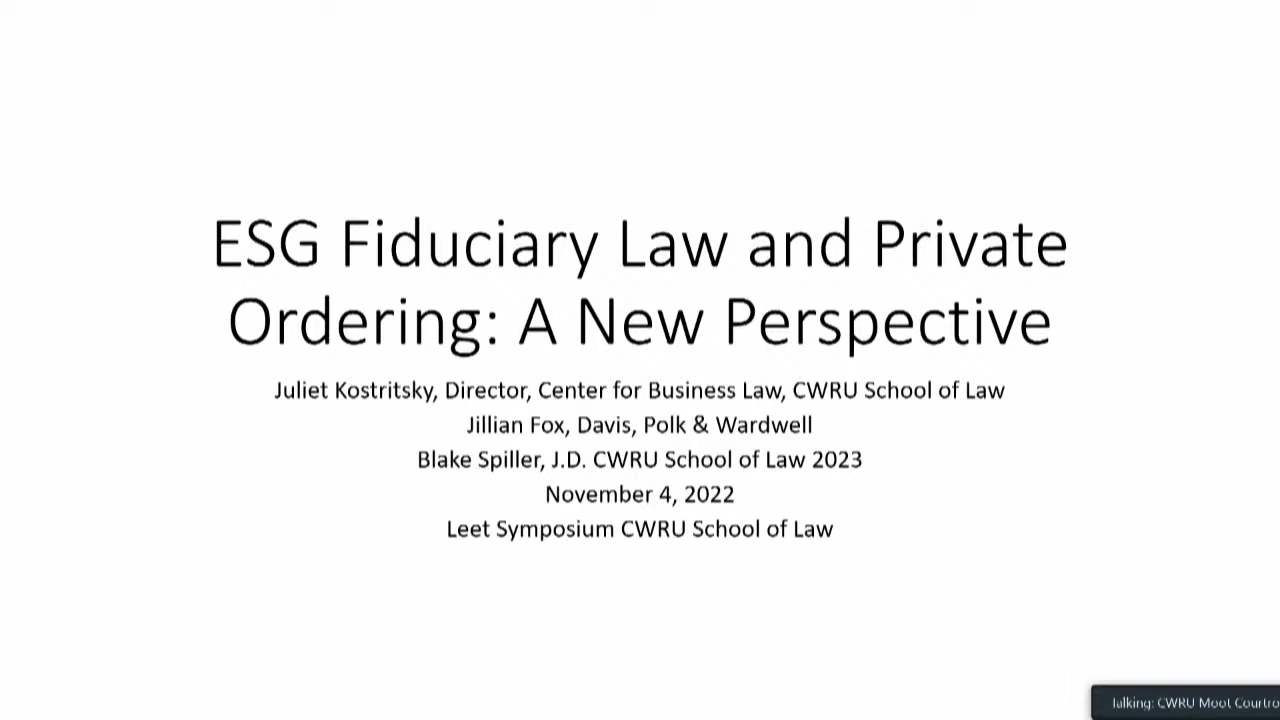 ESG Fiduciary Law and Private
Ordering: A New Perspective
Juliet Kostritsky, Director, Center for Business Law, CWRU School of Law
Jillian Fox, Davis, Polk & Wardwell
Blake Spiller, J.D. CWRU School of Law 2023
November 4, 2022
Leet Symposium CWRU School of Law
Talking: CWRU Moot Courtro